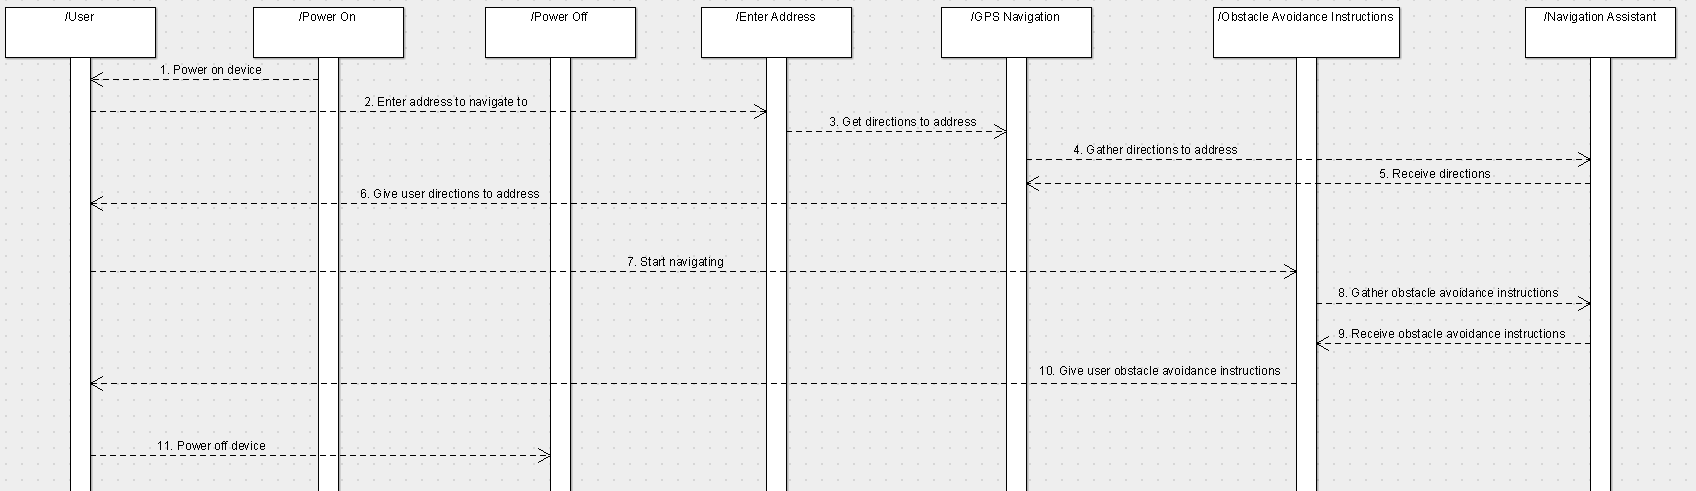 /User
/Power On
/Power Off
/Enter Address
/GPS Navigation
/Obstacle Avoidance Instructions
/Navigation Assistant
1. Power on device
2. Enter address to navigate to
3. Get directions to address
4. Gather directions to address
5. Receive directions
6. Give user directions to address
7. Start navigating
8. Gather obstacle avoidance instructions
9. Receive obstacle avoidance instructions
10. Give user obstacle avoidance instructions
11. Power off device